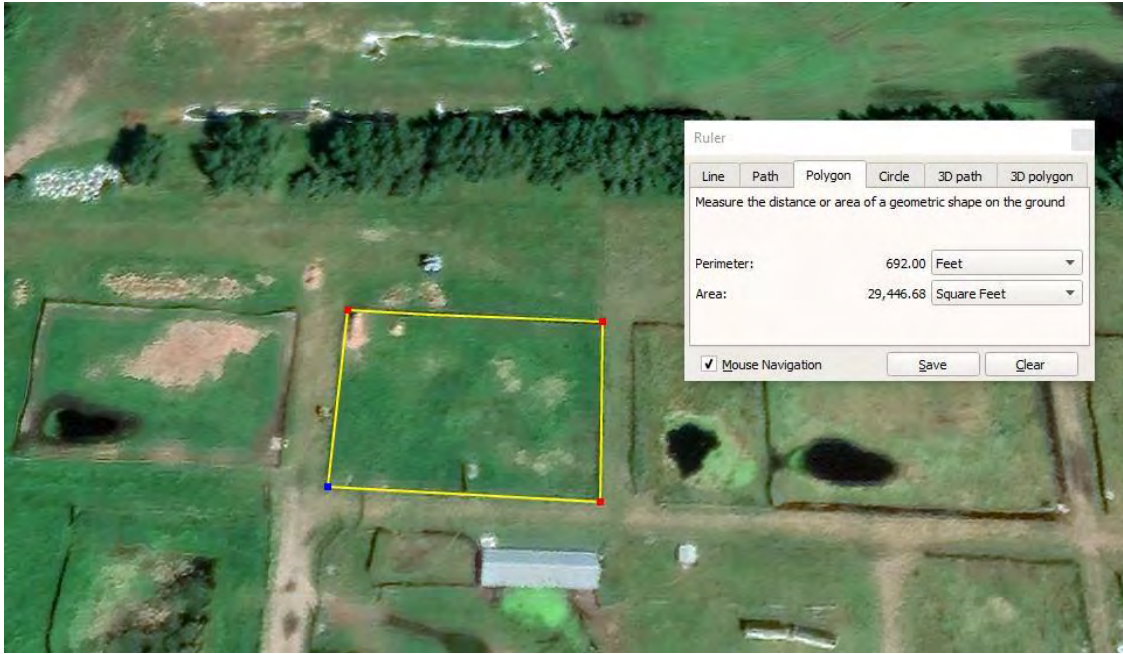 Ruler
Line Path Polygon Circle 3D path 3D polygon
Measure the distance or area of a geometric shape on the ground
Perimeter: 692.00 Feet
Area: 29,446.68 Square Feet
Mouse Navigation Save Clear